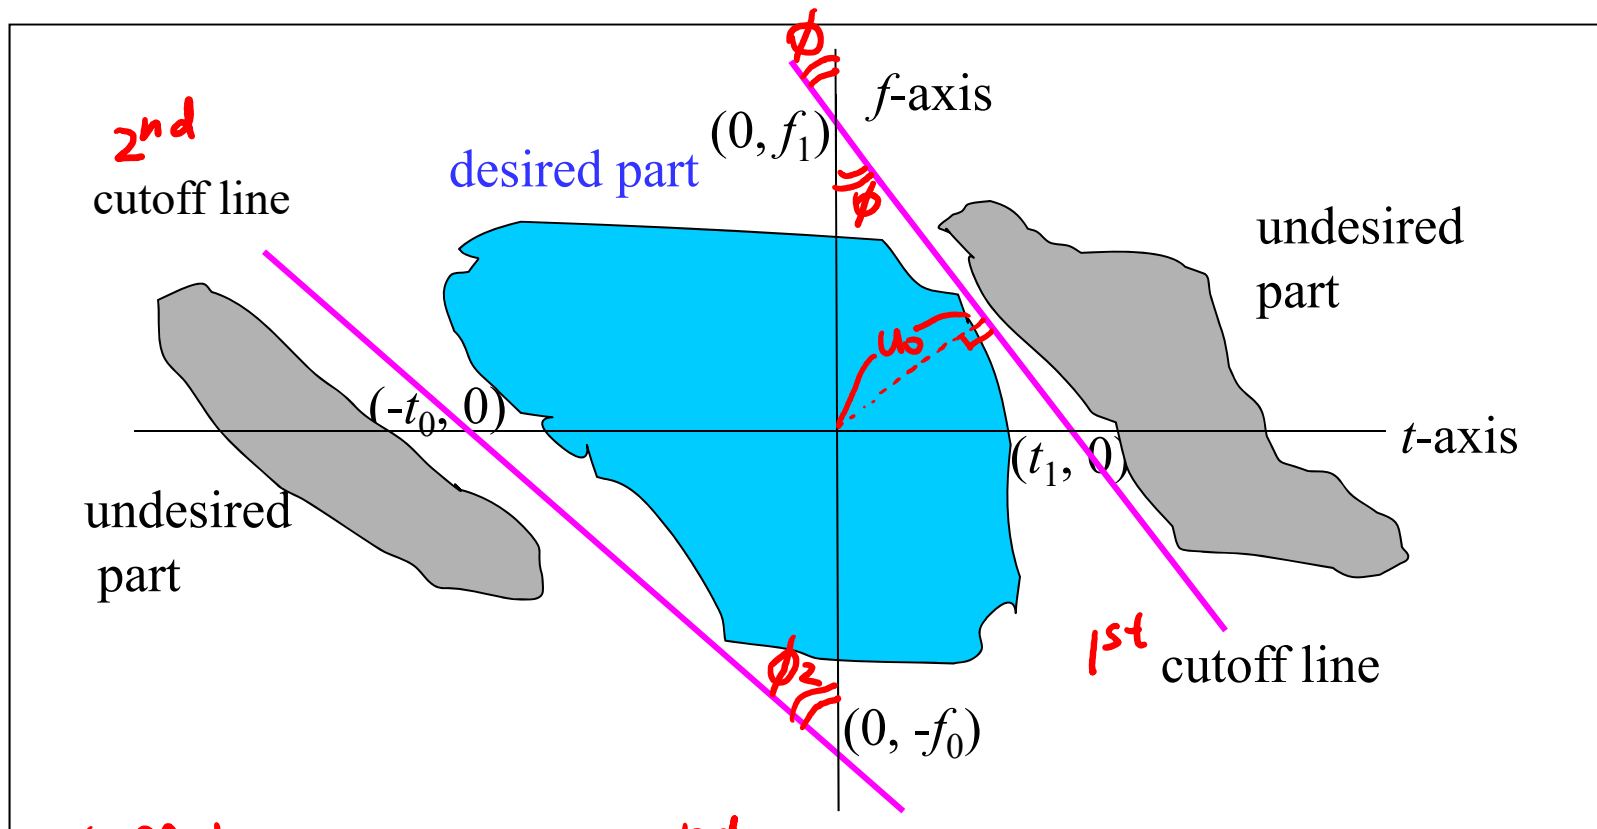 ϕ
f-axis
(0, f₁)
2nd
desired part
cutoff line
ϕ
undesired
part
u₀
(-t₀, 0)
t-axis
(t₁, 0)
undesired
part
1st
cutoff line
ϕ₂
(0, -f₀)